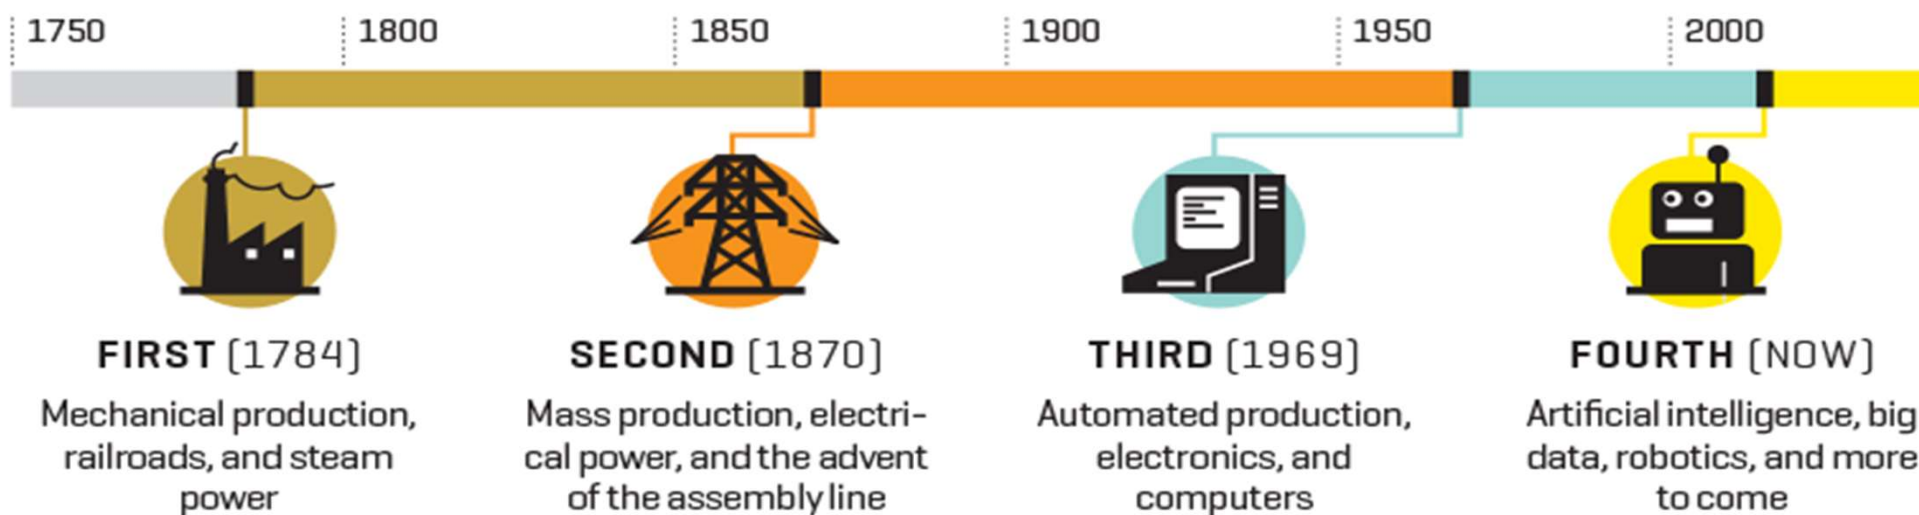 1750 1800 1850 1900 1950 2000
FIRST (1784)
Mechanical production,
railroads, and steam
power
SECOND (1870)
Mass production, electri-
cal power, and the advent
of the assembly line
THIRD (1969)
Automated production,
electronics, and
computers
FOURTH (NOW)
Artificial intelligence, big
data, robotics, and more
to come